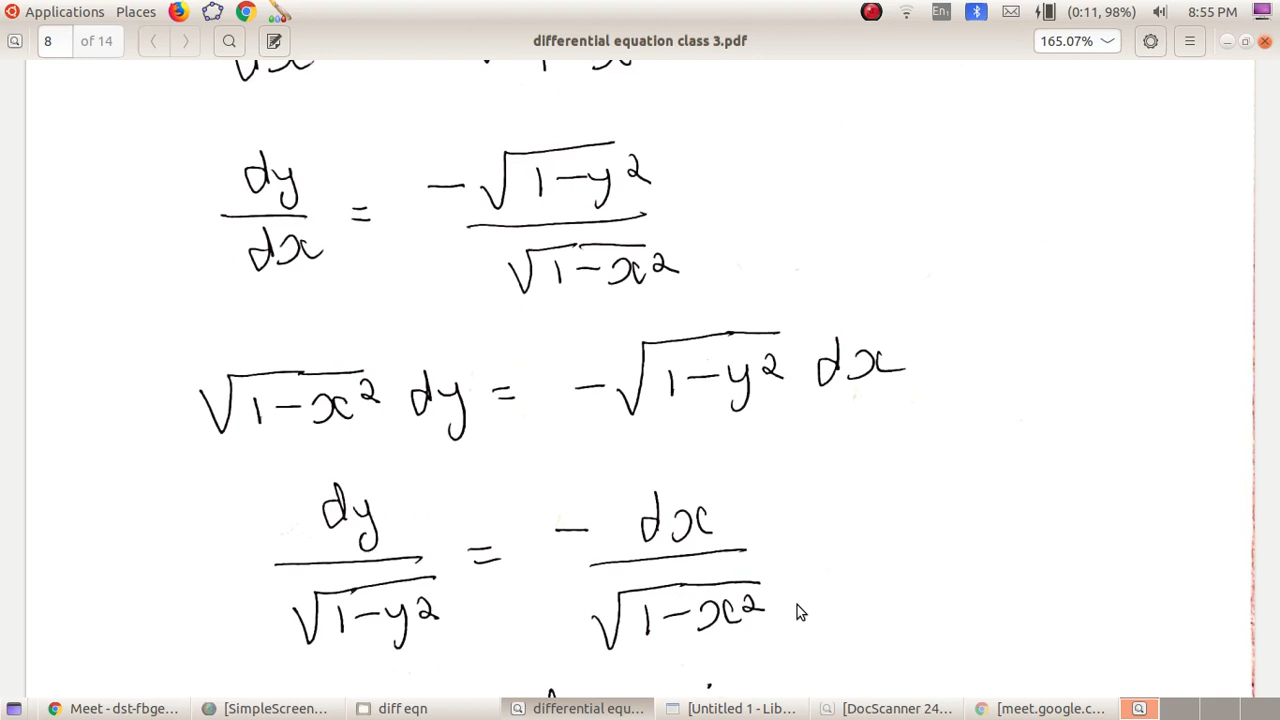 Applications Places En₁ (0:11, 98%) 8:55 PM
8 of 14 differential equation class 3.pdf 165.07%
dy/dx = -√(1-y²)/√(1-x²)
√(1-x²) dy = -√(1-y²) dx
dy/√(1-y²) = - dx/√(1-x²)
Meet - dst-fbge... [SimpleScreen... diff eqn differential equ... [Untitled 1 - Lib... [DocScanner 24... [meet.google.co...